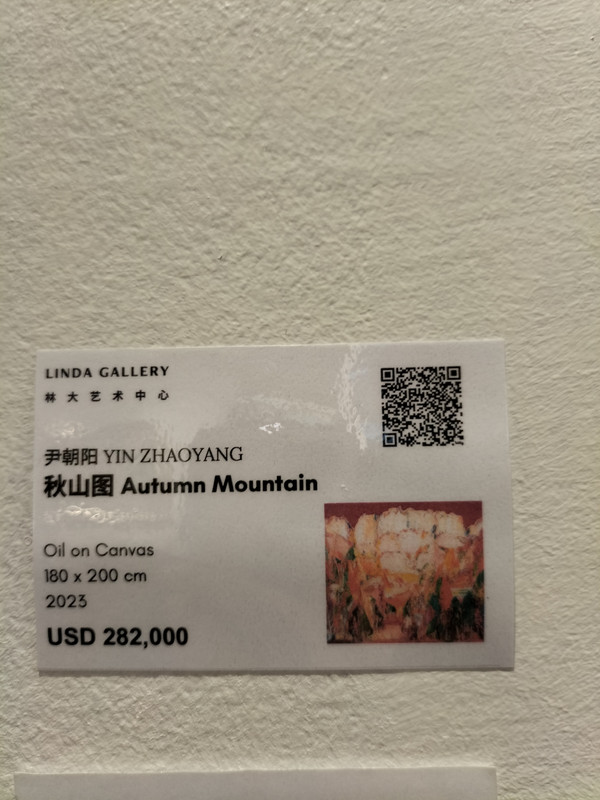 LINDA GALLERY
林大艺术中心
尹朝阳 YIN ZHAOYANG
秋山图 Autumn Mountain
Oil on Canvas
180 x 200 cm
2023
USD 282,000